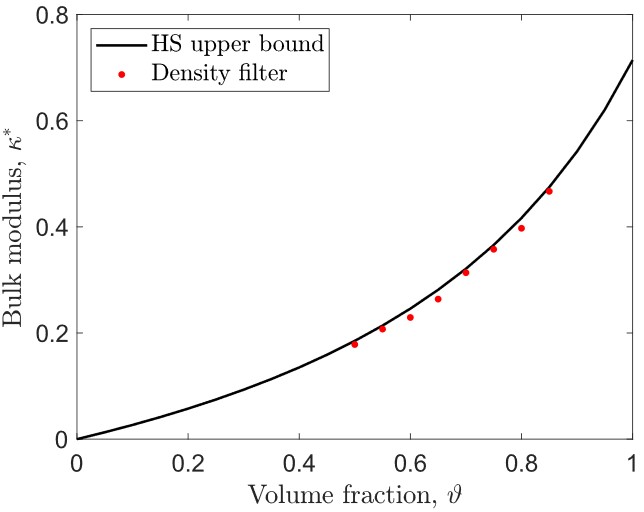 HS upper bound
Density filter
0.8
0.6
0.4
0.2
0
Bulk modulus, κ*
0 0.2 0.4 0.6 0.8 1
Volume fraction, ϑ